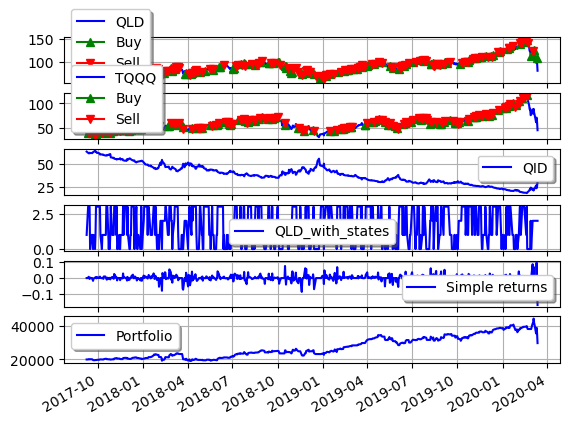 QLD
Buy
Sell
150
100
TQQQ
Buy
Sell
100
50
QID
50
25
QLD_with_states
2.5
0.0
Simple returns
0.1
0.0
−0.1
Portfolio
40000
20000
2017-10
2018-01
2018-04
2018-07
2018-10
2019-01
2019-04
2019-07
2019-10
2020-01
2020-04